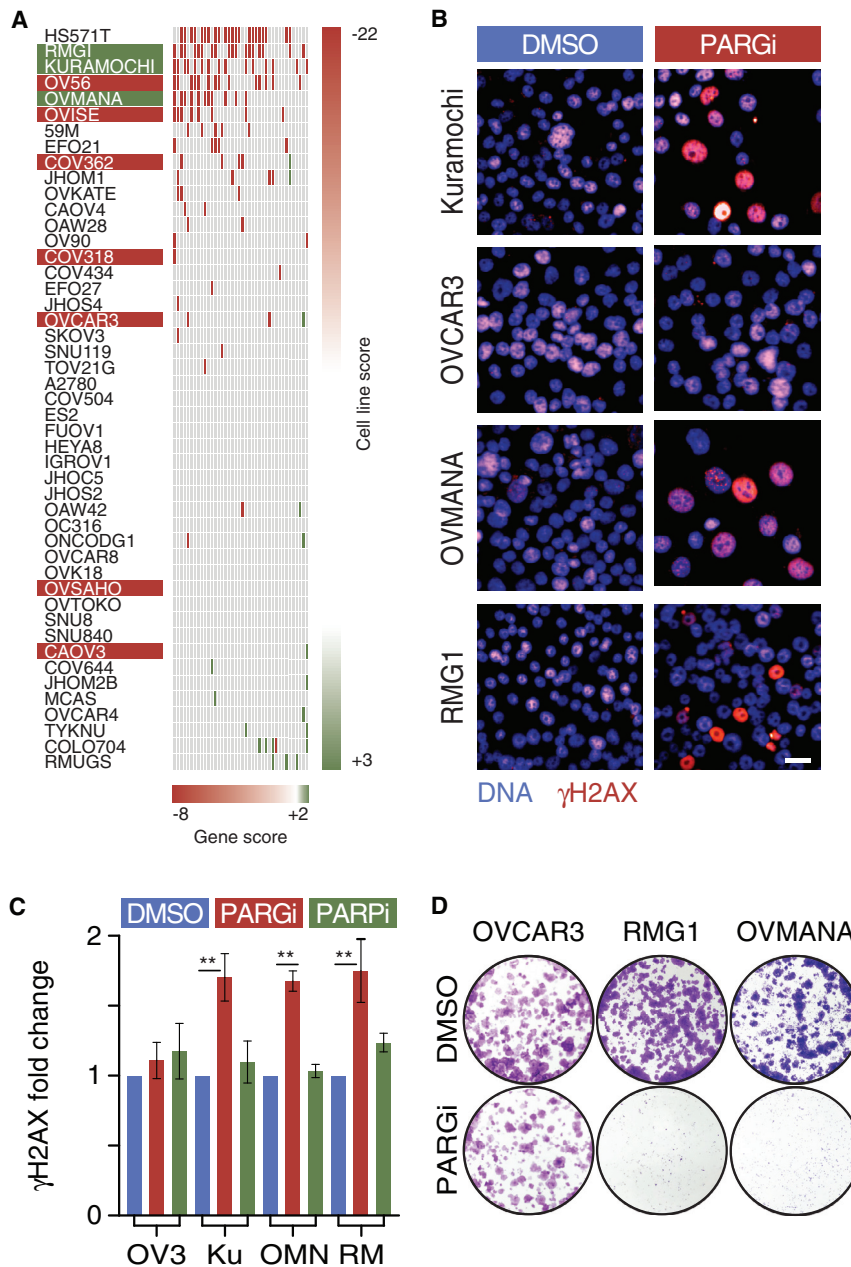 A
HS571T
RMGI
KURAMOCHI
OV56
OVMANA
OVISE
59M
EFO21
COV362
JHOM1
OVKATE
CAOV4
OAW28
OV90
COV318
COV434
EFO27
JHOS4
OVCAR3
SKOV3
SNU119
TOV21G
A2780
COV504
ES2
FUOV1
HEYA8
IGROV1
JHOC5
JHOS2
OAW42
OC316
ONCODG1
OVCAR8
OVK18
OVSAHO
OVTOKO
SNU8
SNU840
CAOV3
COV644
JHOM2B
MCAS
OVCAR4
TYKNU
COLO704
RMUGS
-22
Cell line score
+3
-8 +2
Gene score
B
DMSO PARGi
Kuramochi
OVCAR3
OVMANA
RMG1
DNA γH2AX
C
DMSO PARGi PARPi
γH2AX fold change
2
1
0
** ** **
OV3 Ku OMN RM
D
OVCAR3 RMG1 OVMANA
DMSO
PARGi